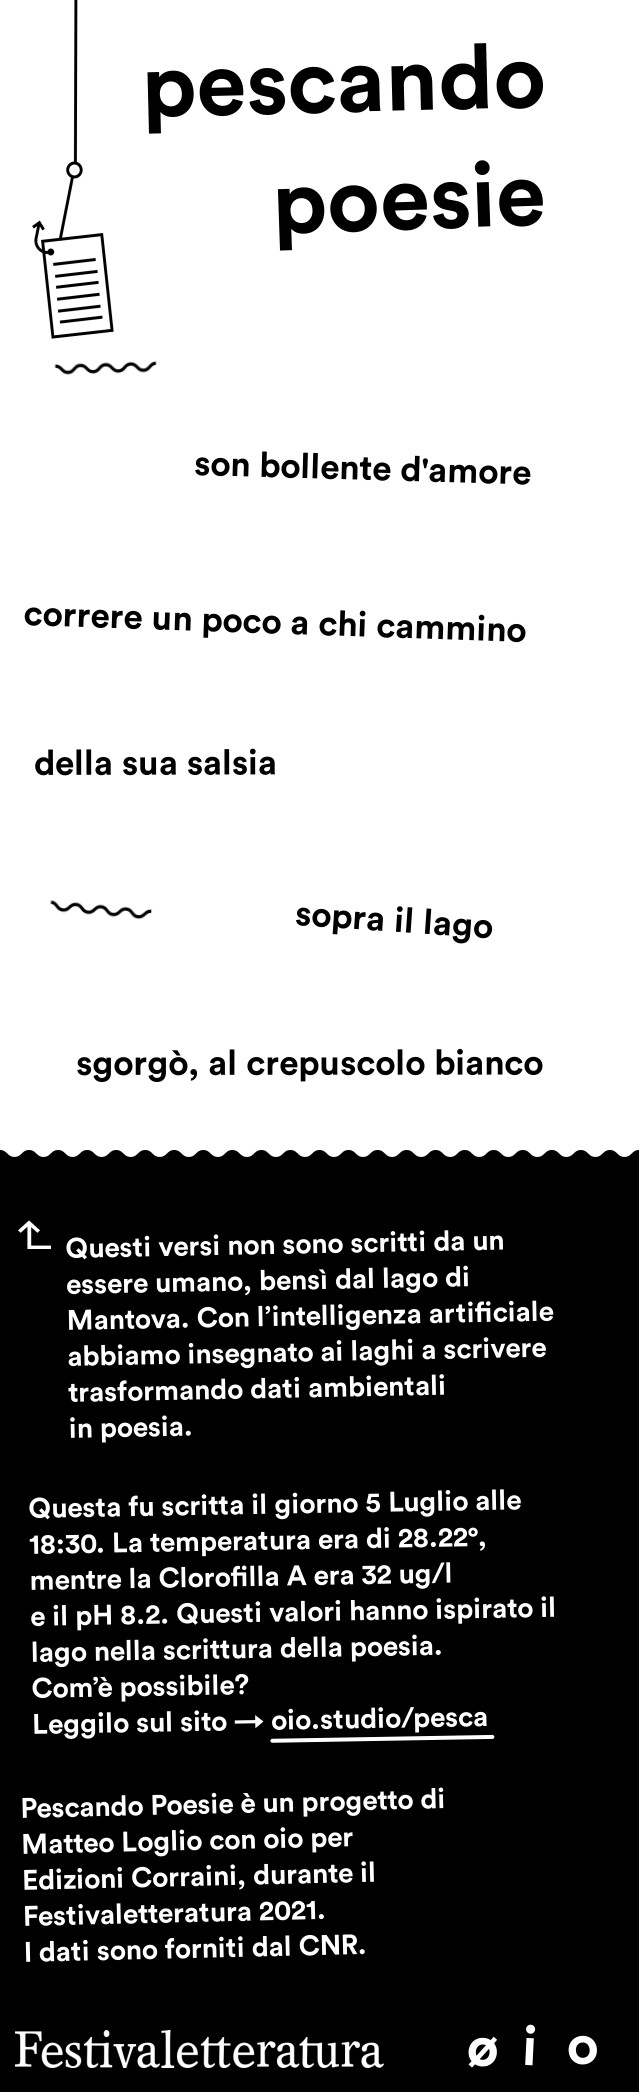 pescando
poesie
son bollente d'amore
correre un poco a chi cammino
della sua salsia
sopra il lago
sgorgò, al crepuscolo bianco
Questi versi non sono scritti da un
essere umano, bensì dal lago di
Mantova. Con l’intelligenza artificiale
abbiamo insegnato ai laghi a scrivere
trasformando dati ambientali
in poesia.
Questa fu scritta il giorno 5 Luglio alle
18:30. La temperatura era di 28.22°,
mentre la Clorofilla A era 32 ug/l
e il pH 8.2. Questi valori hanno ispirato il
lago nella scrittura della poesia.
Com’è possibile?
Leggilo sul sito → oio.studio/pesca
Pescando Poesie è un progetto di
Matteo Loglio con oio per
Edizioni Corraini, durante il
Festivaletteratura 2021.
I dati sono forniti dal CNR.
Festivaletteratura ø i o